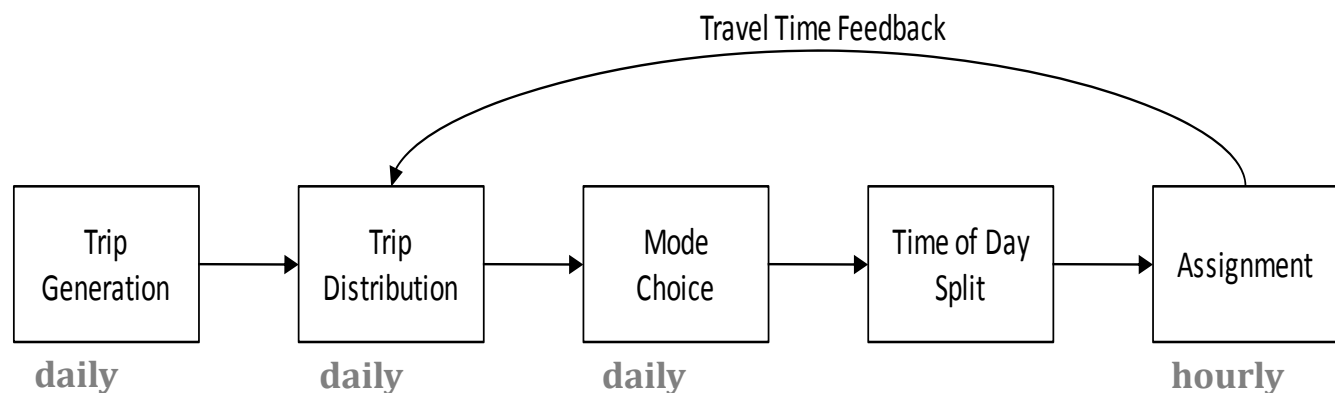 Travel Time Feedback
Trip
Generation
Trip
Distribution
Mode
Choice
Time of Day
Split
Assignment
daily
daily
daily
hourly